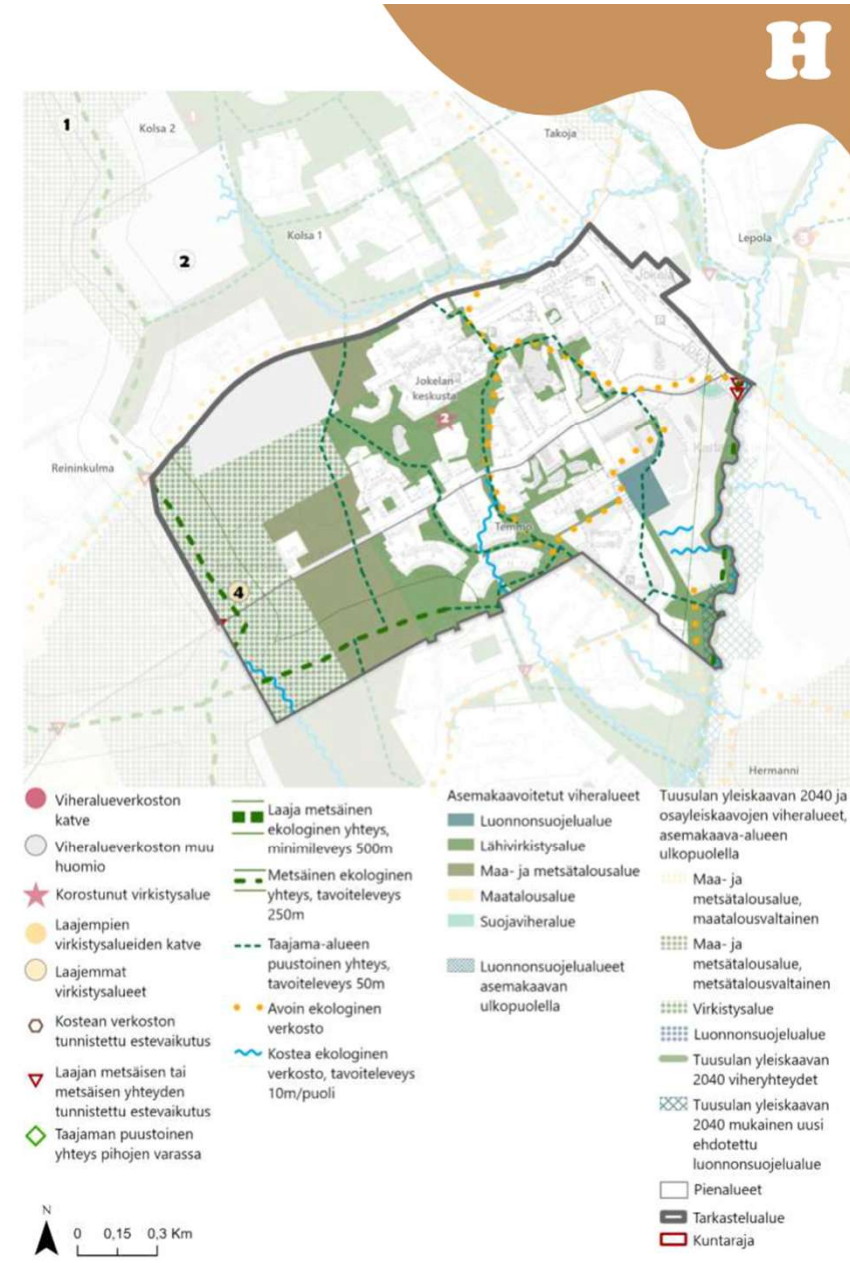 H
1
Kolsa 2
Takoja
Kolsa 1
Lepola
3
2
Jokela
P
Jokelan
keskusta
2
Reininkulma
Temmo
4
Hermanni
Viheralueverkoston
katve
Viheralueverkoston muu
huomio
Korostunut virkistysalue
Laajempien
virkistysalueiden katve
Laajemmat
virkistysalueet
Kostean verkoston
tunnistettu estevaikutus
Laajan metsäisen tai
metsäisen yhteyden
tunnistettu estevaikutus
Taajaman puustoinen
yhteys pihojen varassa
Laaja metsäinen
ekologinen yhteys,
minimileveys 500m
Metsäinen ekologinen
yhteys, tavoiteleveys
250m
Taajama-alueen
puustoinen yhteys,
tavoiteleveys 50m
Avoin ekologinen
verkosto
Kostea ekologinen
verkosto, tavoiteleveys
10m/puoli
Asemakaavoitetut viheralueet
Luonnonsuojelualue
Lähivirkistysalue
Maa- ja metsätalousalue
Maatalousalue
Suojaviheralue
Luonnonsuojelualueet
asemakaavan
ulkopuolella
Tuusulan yleiskaavan 2040 ja
osayleiskaavojen viheralueet,
asemakaava-alueen
ulkopuolella
Maa- ja
metsätalousalue,
maatalousvaltainen
Maa- ja
metsätalousalue,
metsätalousvaltainen
Virkistysalue
Luonnonsuojelualue
Tuusulan yleiskaavan
2040 viheryhteydet
Tuusulan yleiskaavan
2040 mukainen uusi
ehdotettu
luonnonsuojelualue
Pienalueet
Tarkastelualue
Kuntaraja
N
0 0,15 0,3 Km